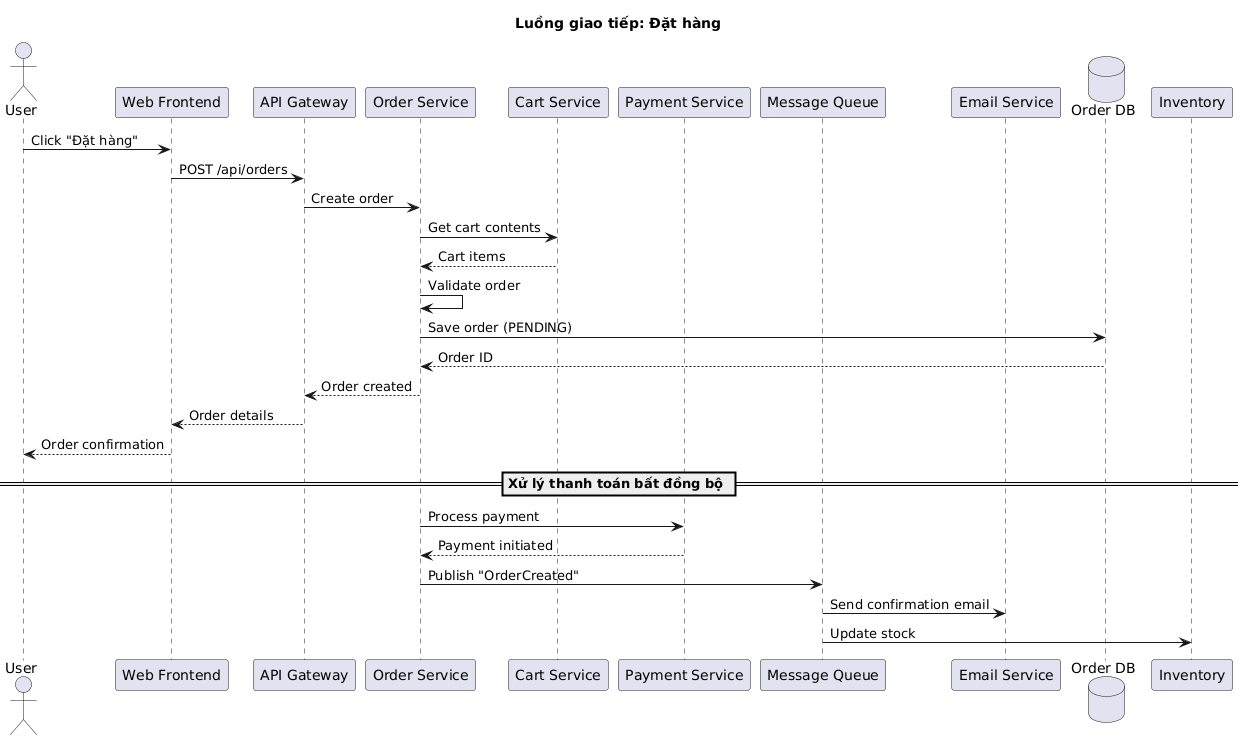 Luồng giao tiếp: Đặt hàng
User
Web Frontend
API Gateway
Order Service
Cart Service
Payment Service
Message Queue
Email Service
Order DB
Inventory
Click "Đặt hàng"
POST /api/orders
Create order
Get cart contents
Cart items
Validate order
Save order (PENDING)
Order ID
Order created
Order details
Order confirmation
Xử lý thanh toán bất đồng bộ
Process payment
Payment initiated
Publish "OrderCreated"
Send confirmation email
Update stock
User
Web Frontend
API Gateway
Order Service
Cart Service
Payment Service
Message Queue
Email Service
Order DB
Inventory